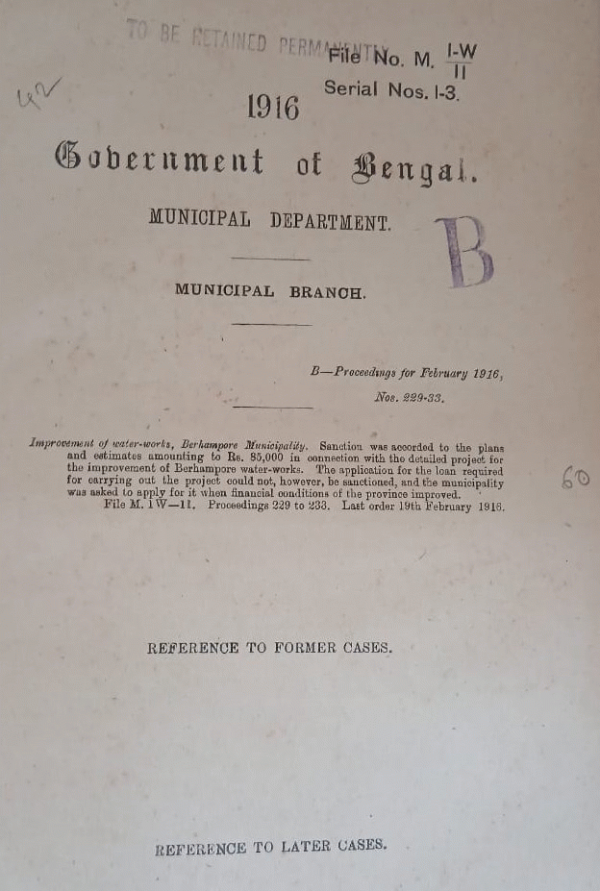 TO BE RETAINED PERMANENTLY
File No. M. 1-W/11
Serial Nos. 1-3.
42
1916
Government of Bengal.
MUNICIPAL DEPARTMENT.
B
MUNICIPAL BRANCH.
B—Proceedings for February 1916,
Nos. 229-33.
Improvement of water-works, Berhampore Municipality. Sanction was accorded to the plans
and estimates amounting to Rs. 85,000 in connection with the detailed project for
the improvement of Berhampore water-works. The application for the loan required
for carrying out the project could not, however, be sanctioned, and the municipality
was asked to apply for it when financial conditions of the province improved.
File M. 1W—11. Proceedings 229 to 233. Last order 19th February 1916.
60
REFERENCE TO FORMER CASES.
REFERENCE TO LATER CASES.